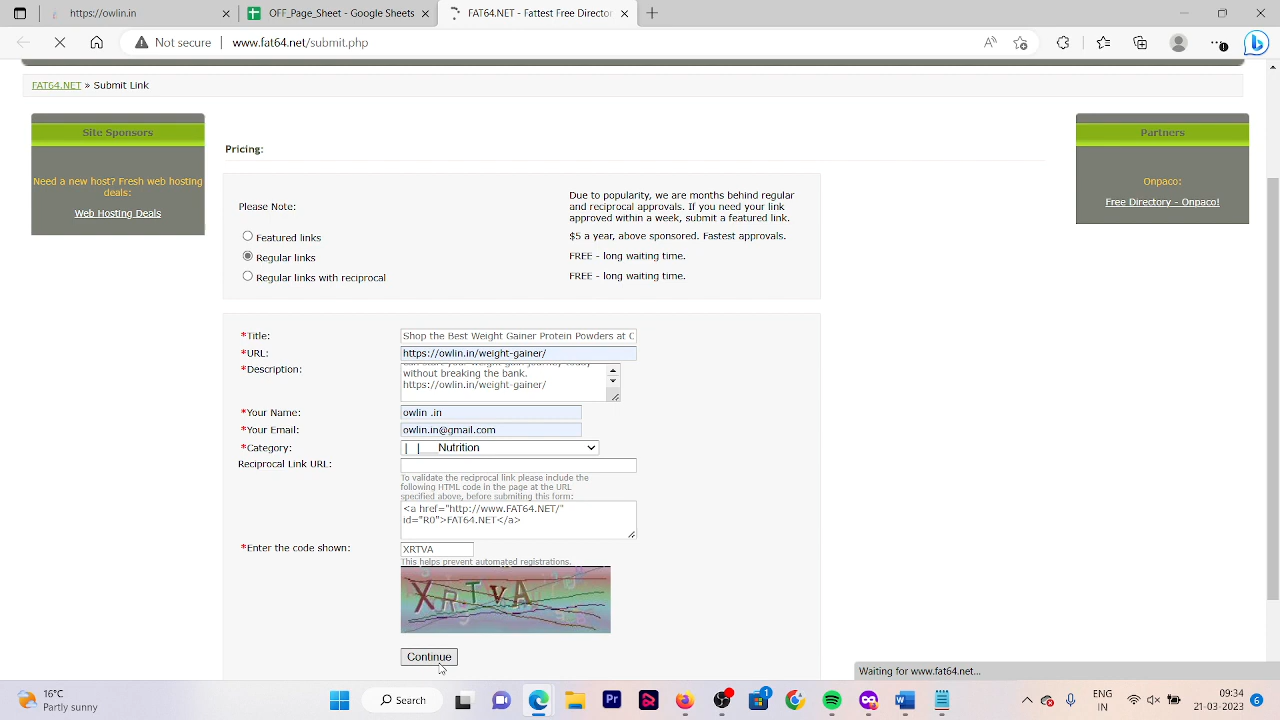 https://owlin.in
OFF_Page_Sheet - Google Sheets
FAT64.NET - Fattest Free Director
Not secure
www.fat64.net/submit.php
FAT64.NET » Submit Link
Site Sponsors
Need a new host? Fresh web hosting
deals:
Web Hosting Deals
Partners
Onpaco:
Free Directory - Onpaco!
Pricing:
Please Note:
Due to popularity, we are months behind regular
and reciprocal approvals. If you need your link
approved within a week, submit a featured link.
Featured links
$5 a year, above sponsored. Fastest approvals.
Regular links
FREE - long waiting time.
Regular links with reciprocal
FREE - long waiting time.
*Title:
Shop the Best Weight Gainer Protein Powders at
*URL:
https://owlin.in/weight-gainer/
*Description:
without breaking the bank.
https://owlin.in/weight-gainer/
*Your Name:
owlin .in
*Your Email:
owlin.in@gmail.com
*Category:
| |___Nutrition
Reciprocal Link URL:
To validate the reciprocal link please include the
following HTML code in the page at the URL
specified above, before submiting this form:
<a href="http://www.FAT64.NET/"
id="R0">FAT64.NET</a>
*Enter the code shown:
XRTVA
This helps prevent automated registrations.
XRTVA
Continue
Waiting for www.fat64.net...
16°C
Partly sunny
Search
Pr
1
ENG
IN
09:34
21-03-2023
6